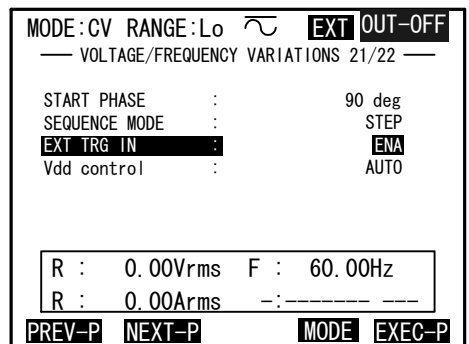 MODE:CV RANGE:Lo EXT OUT-OFF
VOLTAGE/FREQUENCY VARIATIONS 21/22
START PHASE : 90 deg
SEQUENCE MODE : STEP
EXT TRG IN : ENA
Vdd control : AUTO
R : 0.00Vrms F : 60.00Hz
R : 0.00Arms -:------- ---
PREV-P NEXT-P MODE EXEC-P